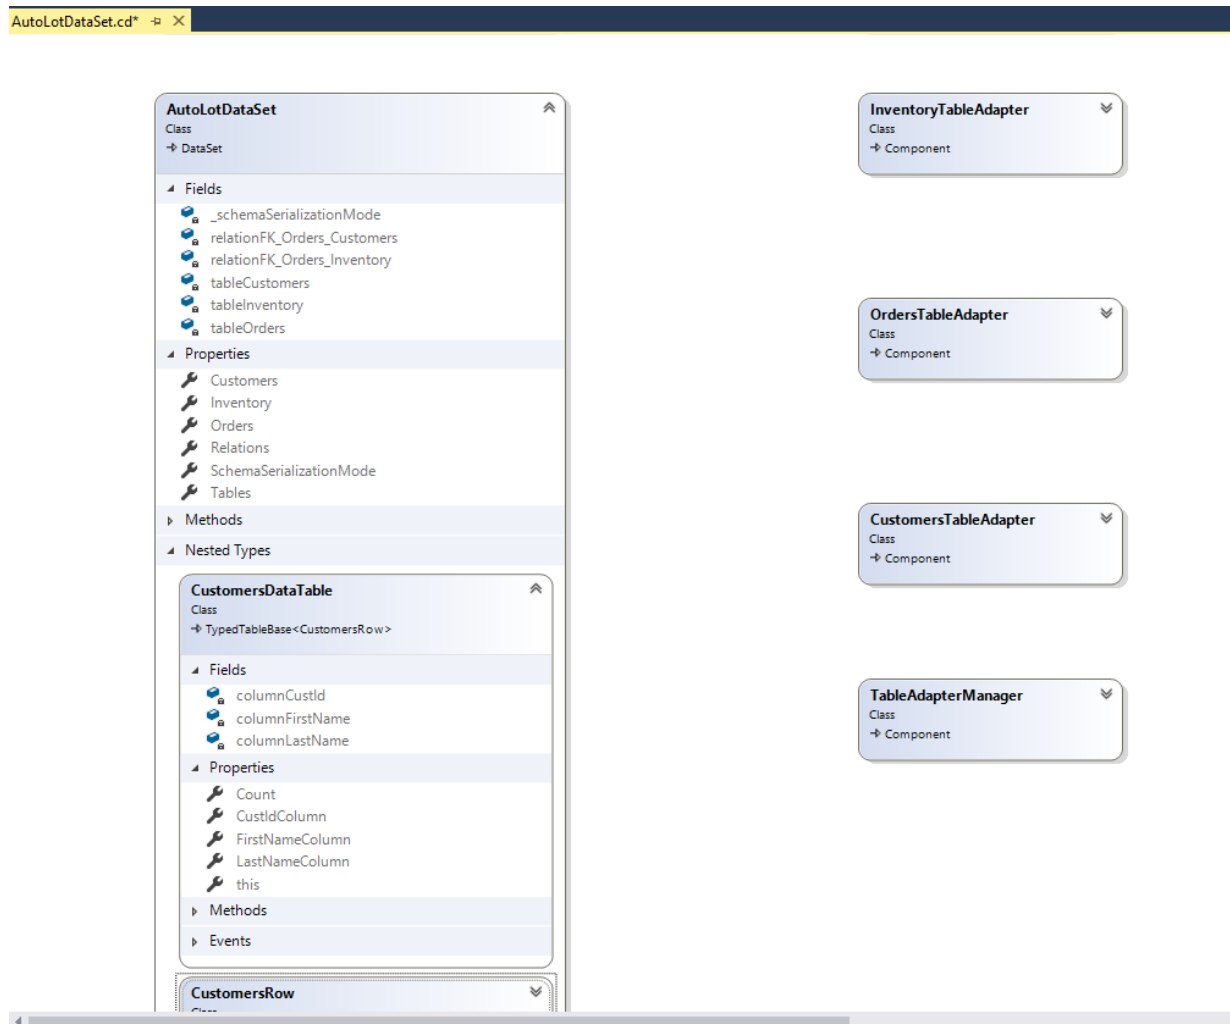 AutoLotDataSet.cd*
AutoLotDataSet
Class
DataSet
Fields
_schemaSerializationMode
relationFK_Orders_Customers
relationFK_Orders_Inventory
tableCustomers
tableInventory
tableOrders
Properties
Customers
Inventory
Orders
Relations
SchemaSerializationMode
Tables
Methods
Nested Types
CustomersDataTable
Class
TypedTableBase<CustomersRow>
Fields
columnCustId
columnFirstName
columnLastName
Properties
Count
CustIdColumn
FirstNameColumn
LastNameColumn
this
Methods
Events
CustomersRow
Class
InventoryTableAdapter
Class
Component
OrdersTableAdapter
Class
Component
CustomersTableAdapter
Class
Component
TableAdapterManager
Class
Component